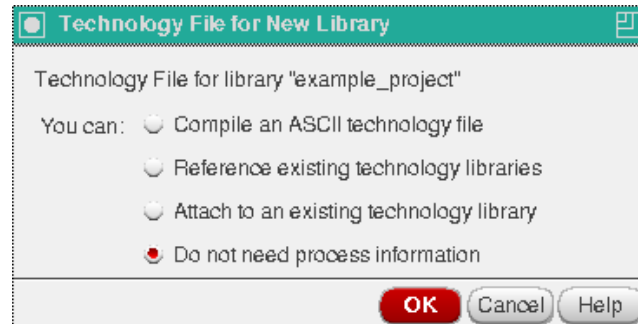 Technology File for New Library
Technology File for library "example_project"
You can: Compile an ASCII technology file
Reference existing technology libraries
Attach to an existing technology library
Do not need process information
OK Cancel Help